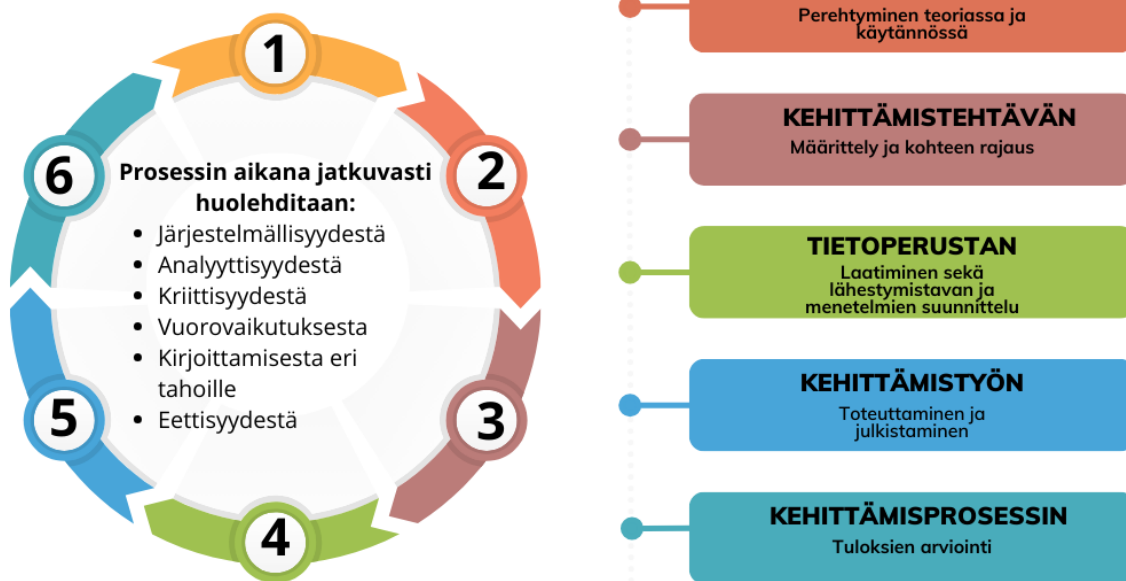 1
2
3
4
5
6
Prosessin aikana jatkuvasti
huolehditaan:
• Järjestelmällisyydestä
• Analyyttisyydestä
• Kriittisyydestä
• Vuorovaikutuksesta
• Kirjoittamisesta eri
tahoille
• Eettisyydestä
Perehtyminen teoriassa ja
käytännössä
KEHITTÄMISTEHTÄVÄN
Määrittely ja kohteen rajaus
TIETOPERUSTAN
Laatiminen sekä
lähestymistavan ja
menetelmien suunnittelu
KEHITTÄMISTYÖN
Toteuttaminen ja
julkistaminen
KEHITTÄMISPROSESSIN
Tuloksien arviointi